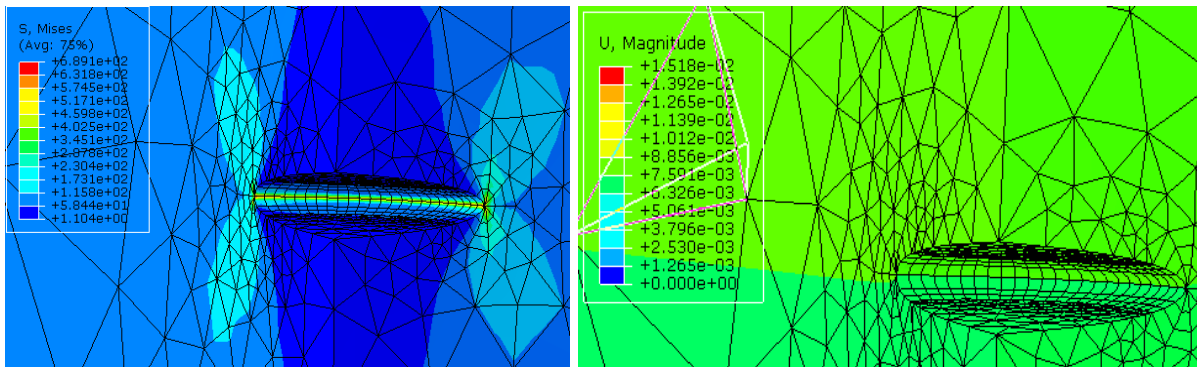 S, Mises
(Avg: 75%)
+6.891e+02
+6.318e+02
+5.745e+02
+5.171e+02
+4.598e+02
+4.025e+02
+3.451e+02
+2.878e+02
+2.304e+02
+1.731e+02
+1.158e+02
+5.844e+01
+1.104e+00
U, Magnitude
+1.518e-02
+1.392e-02
+1.265e-02
+1.139e-02
+1.012e-02
+8.856e-03
+7.591e-03
+6.326e-03
+5.061e-03
+3.796e-03
+2.530e-03
+1.265e-03
+0.000e+00